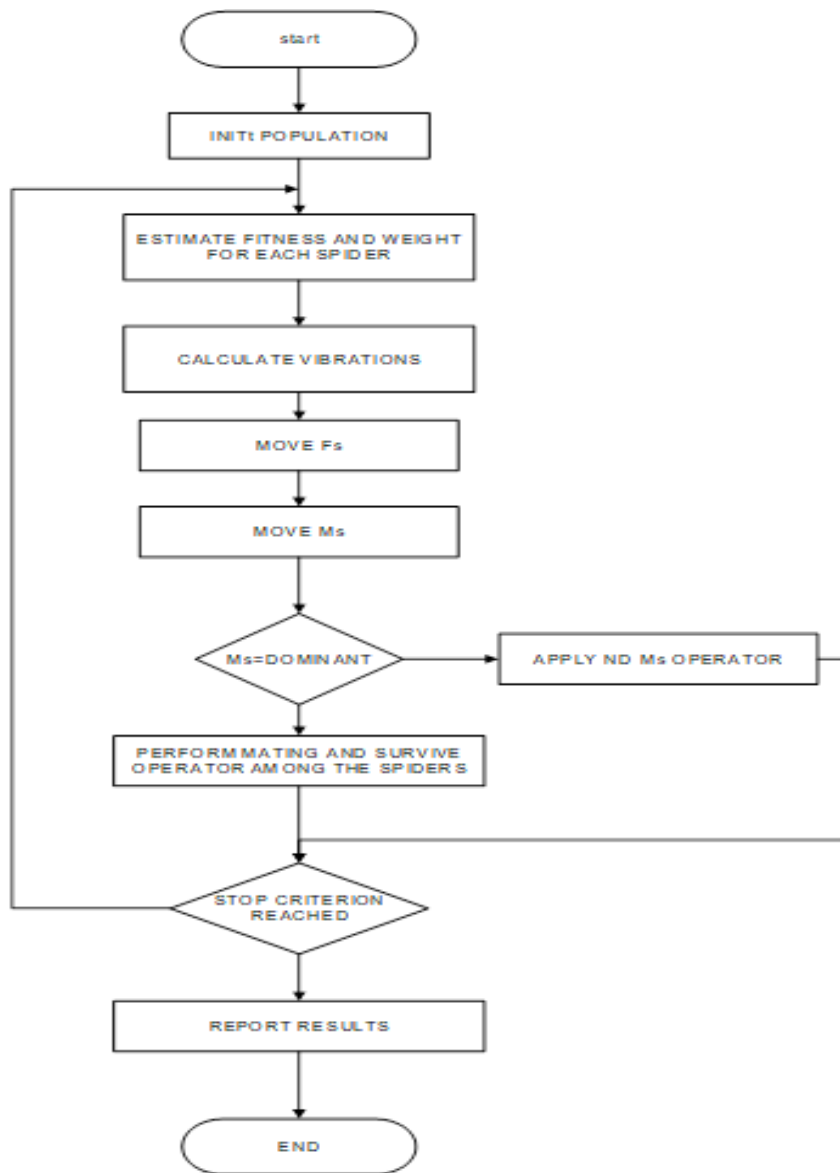 start
INITt POPULATION
ESTIMATE FITNESS AND WEIGHT
FOR EACH SPIDER
CALCULATE VIBRATIONS
MOVE Fs
MOVE Ms
Ms=DOMINANT
APPLY ND Ms OPERATOR
PERFORMMATING AND SURVIVE
OPERATOR AMONG THE SPIDERS
STOP CRITERION
REACHED
REPORT RESULTS
END